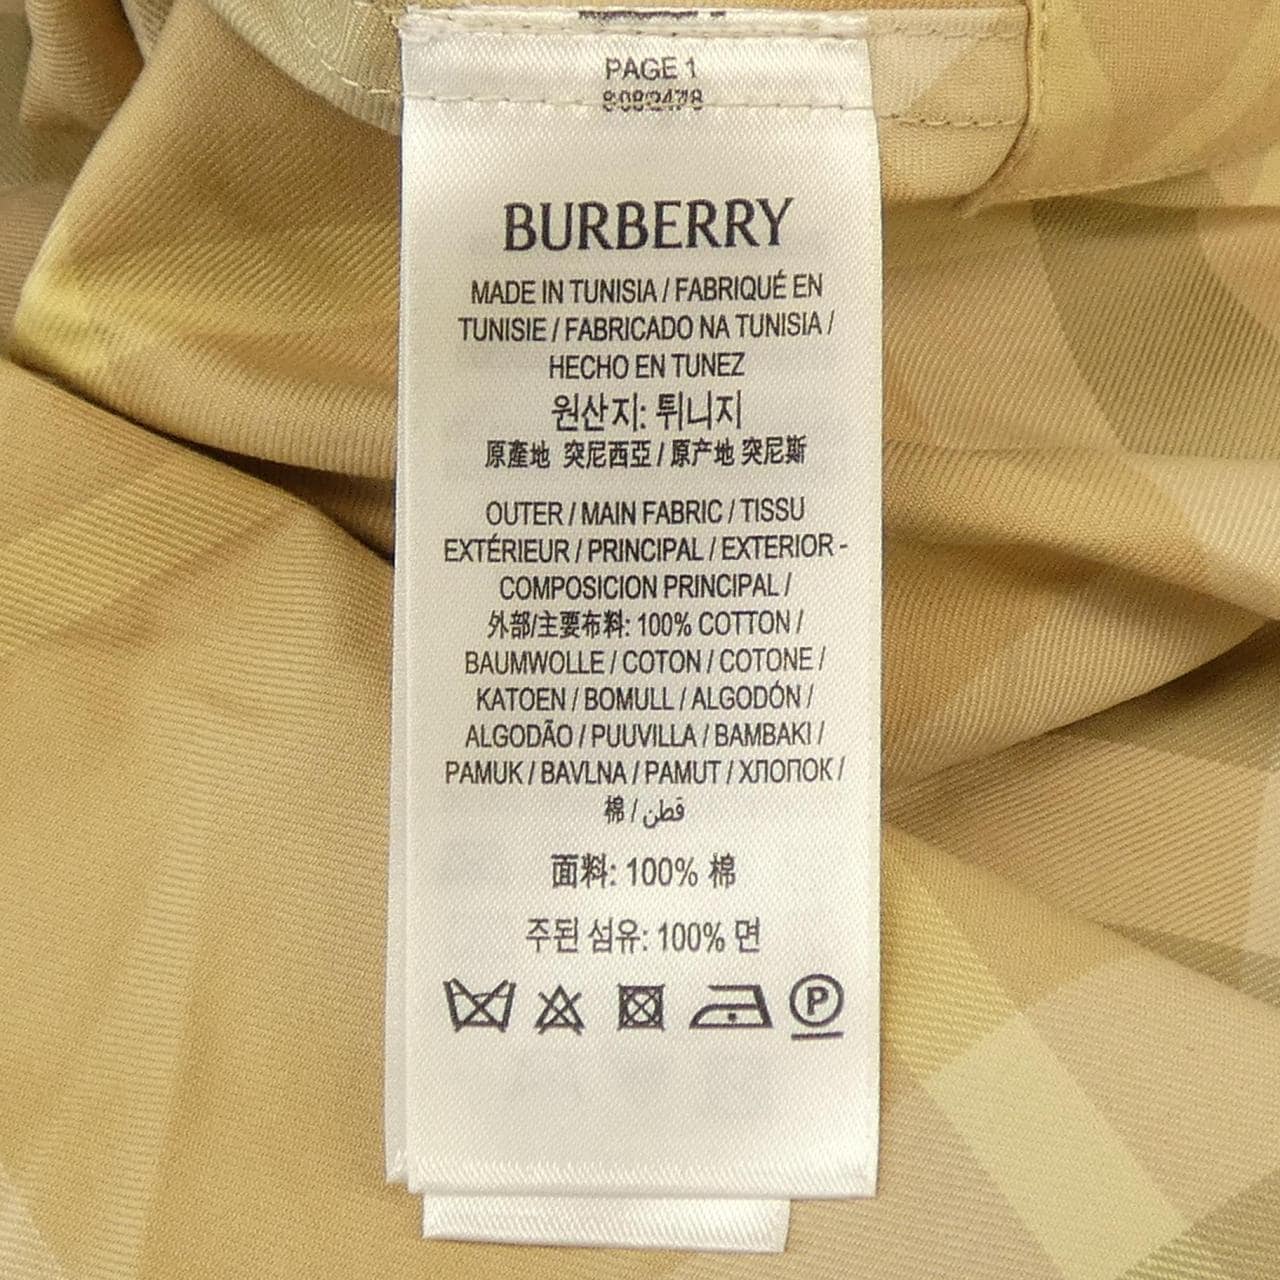 PAGE 1
8082478
BURBERRY
MADE IN TUNISIA / FABRIQUÉ EN
TUNISIE / FABRICADO NA TUNISIA /
HECHO EN TUNEZ
원산지: 튀니지
原產地 突尼西亞 / 原产地 突尼斯
OUTER / MAIN FABRIC / TISSU
EXTÉRIEUR / PRINCIPAL / EXTERIOR -
COMPOSICION PRINCIPAL /
外部/主要布料: 100% COTTON /
BAUMWOLLE / COTON / COTONE /
KATOEN / BOMULL / ALGODÓN /
ALGODÃO / PUUVILLA / BAMBAKI /
PAMUK / BAVLNA / PAMUT / ХЛОПОК /
棉 / قطن
面料: 100% 棉
주된 섬유: 100% 면
P